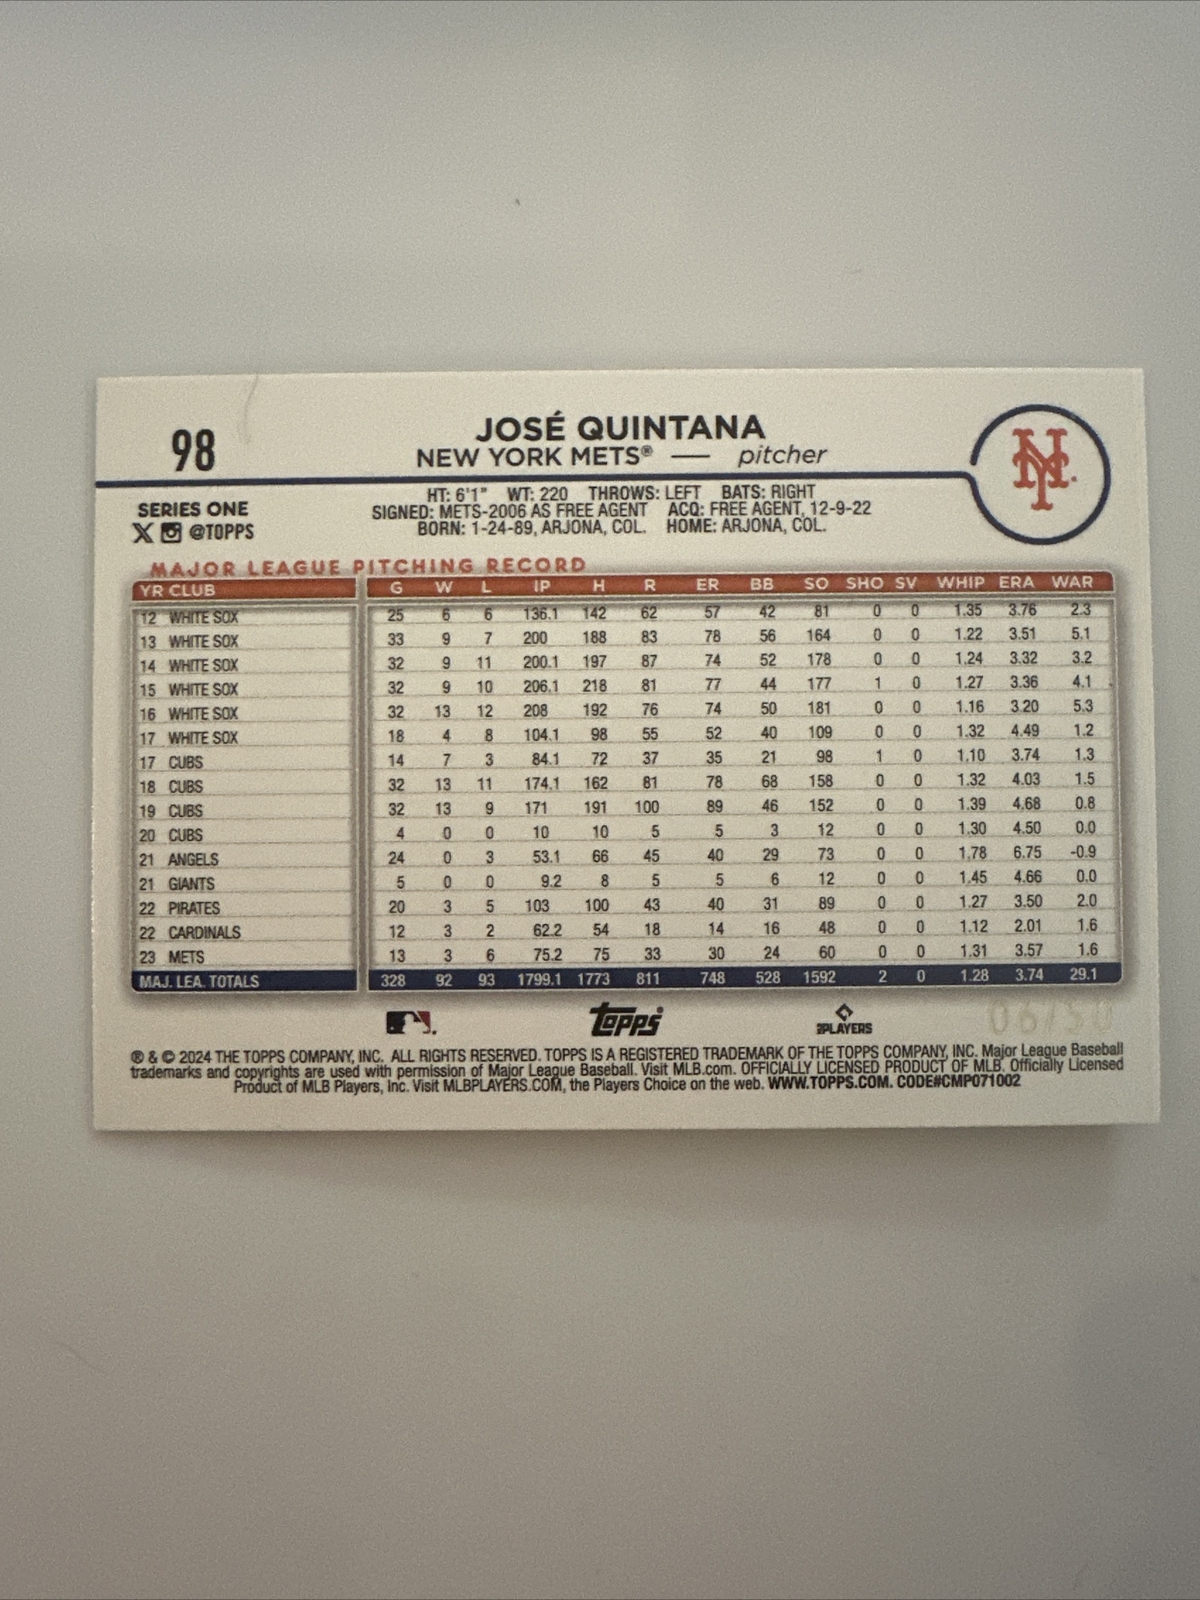 98
JOSÉ QUINTANA
NEW YORK METS® — pitcher
NY
SERIES ONE
@TOPPS
HT: 6'1" WT: 220 THROWS: LEFT BATS: RIGHT
SIGNED: METS-2006 AS FREE AGENT ACQ: FREE AGENT, 12-9-22
BORN: 1-24-89, ARJONA, COL. HOME: ARJONA, COL.
MAJOR LEAGUE PITCHING RECORD
YR CLUB G W L IP H R ER BB SO SHO SV WHIP ERA WAR
12 WHITE SOX 25 6 6 136.1 142 62 57 42 81 0 0 1.35 3.76 2.3
13 WHITE SOX 33 9 7 200 188 83 78 56 164 0 0 1.22 3.51 5.1
14 WHITE SOX 32 9 11 200.1 197 87 74 52 178 0 0 1.24 3.32 3.2
15 WHITE SOX 32 9 10 206.1 218 81 77 44 177 1 0 1.27 3.36 4.1
16 WHITE SOX 32 13 12 208 192 76 74 50 181 0 0 1.16 3.20 5.3
17 WHITE SOX 18 4 8 104.1 98 55 52 40 109 0 0 1.32 4.49 1.2
17 CUBS 14 7 3 84.1 72 37 35 21 98 1 0 1.10 3.74 1.3
18 CUBS 32 13 11 174.1 162 81 78 68 158 0 0 1.32 4.03 1.5
19 CUBS 32 13 9 171 191 100 89 46 152 0 0 1.39 4.68 0.8
20 CUBS 4 0 0 10 10 5 5 3 12 0 0 1.30 4.50 0.0
21 ANGELS 24 0 3 53.1 66 45 40 29 73 0 0 1.78 6.75 -0.9
21 GIANTS 5 0 0 9.2 8 5 5 6 12 0 0 1.45 4.66 0.0
22 PIRATES 20 3 5 103 100 43 40 31 89 0 0 1.27 3.50 2.0
22 CARDINALS 12 3 2 62.2 54 18 14 16 48 0 0 1.12 2.01 1.6
23 METS 13 3 6 75.2 75 33 30 24 60 0 0 1.31 3.57 1.6
MAJ. LEA. TOTALS 328 92 93 1799.1 1773 811 748 528 1592 2 0 1.28 3.74 29.1
Topps
PLAYERS
06/50
® & © 2024 THE TOPPS COMPANY, INC. ALL RIGHTS RESERVED. TOPPS IS A REGISTERED TRADEMARK OF THE TOPPS COMPANY, INC. Major League Baseball
trademarks and copyrights are used with permission of Major League Baseball. Visit MLB.com. OFFICIALLY LICENSED PRODUCT OF MLB. Officially Licensed
Product of MLB Players, Inc. Visit MLBPLAYERS.COM, the Players Choice on the web. WWW.TOPPS.COM. CODE#CMP071002